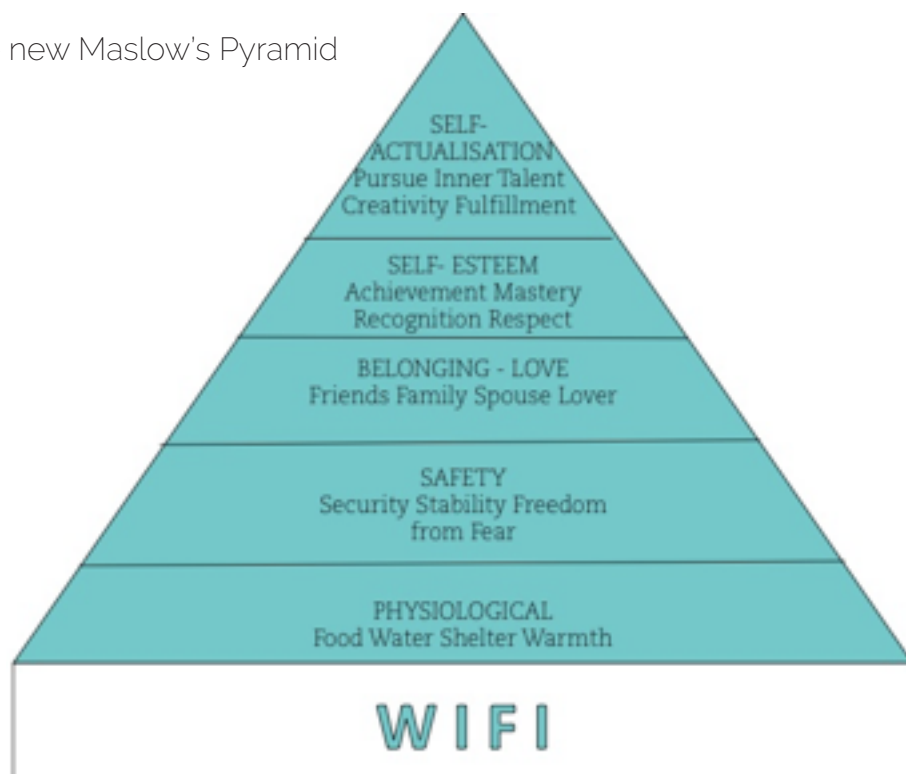 new Maslow's Pyramid
SELF-
ACTUALISATION
Pursue Inner Talent
Creativity Fulfillment
SELF- ESTEEM
Achievement Mastery
Recognition Respect
BELONGING - LOVE
Friends Family Spouse Lover
SAFETY
Security Stability Freedom
from Fear
PHYSIOLOGICAL
Food Water Shelter Warmth
WIFI